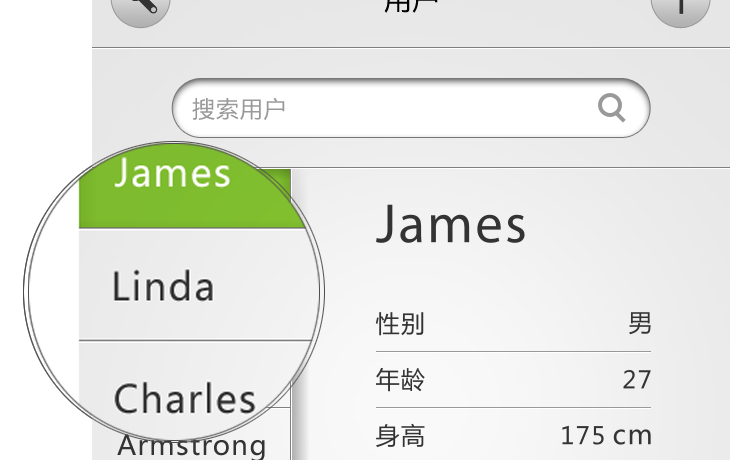 用户
搜索用户
James
Linda
Charles
Armstrong
James
性别 男
年龄 27
身高 175 cm